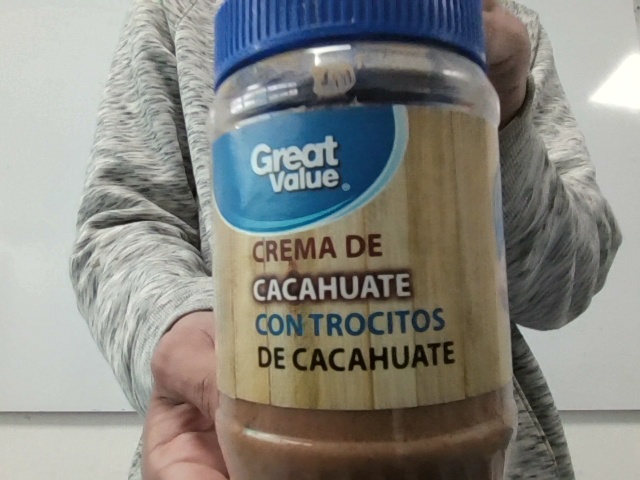 Great
Value®
CREMA DE
CACAHUATE
CON TROCITOS
DE CACAHUATE